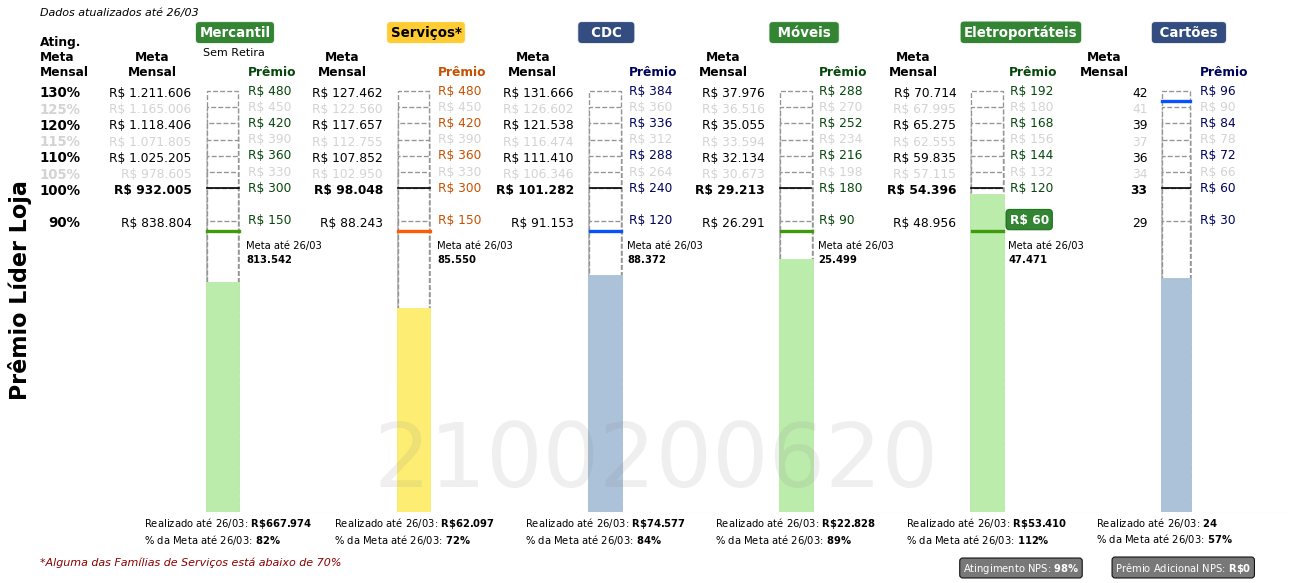 Dados atualizados até 26/03
Mercantil Serviços* CDC Móveis Eletroportáteis Cartões
Sem Retira
Ating. Meta Mensal
Meta Mensal Prêmio Meta Mensal Prêmio Meta Mensal Prêmio Meta Mensal Prêmio Meta Mensal Prêmio Meta Mensal Prêmio
130% R$ 1.211.606 R$ 480 R$ 127.462 R$ 480 R$ 131.666 R$ 384 R$ 37.976 R$ 288 R$ 70.714 R$ 192 42 R$ 96
125% R$ 1.165.006 R$ 450 R$ 122.560 R$ 450 R$ 126.602 R$ 360 R$ 36.516 R$ 270 R$ 67.995 R$ 180 41 R$ 90
120% R$ 1.118.406 R$ 420 R$ 117.657 R$ 420 R$ 121.538 R$ 336 R$ 35.055 R$ 252 R$ 65.275 R$ 168 39 R$ 84
115% R$ 1.071.805 R$ 390 R$ 112.755 R$ 390 R$ 116.474 R$ 312 R$ 33.594 R$ 234 R$ 62.555 R$ 156 37 R$ 78
110% R$ 1.025.205 R$ 360 R$ 107.852 R$ 360 R$ 111.410 R$ 288 R$ 32.134 R$ 216 R$ 59.835 R$ 144 36 R$ 72
105% R$ 978.605 R$ 330 R$ 102.950 R$ 330 R$ 106.346 R$ 264 R$ 30.673 R$ 198 R$ 57.115 R$ 132 34 R$ 66
100% R$ 932.005 R$ 300 R$ 98.048 R$ 300 R$ 101.282 R$ 240 R$ 29.213 R$ 180 R$ 54.396 R$ 120 33 R$ 60
90% R$ 838.804 R$ 150 R$ 88.243 R$ 150 R$ 91.153 R$ 120 R$ 26.291 R$ 90 R$ 48.956 R$ 60 29 R$ 30
Meta até 26/03 Meta até 26/03 Meta até 26/03 Meta até 26/03 Meta até 26/03
813.542 85.550 88.372 25.499 47.471
Prêmio Líder Loja
2100200620
Realizado até 26/03: R$667.974 Realizado até 26/03: R$62.097 Realizado até 26/03: R$74.577 Realizado até 26/03: R$22.828 Realizado até 26/03: R$53.410 Realizado até 26/03: 24
% da Meta até 26/03: 82% % da Meta até 26/03: 72% % da Meta até 26/03: 84% % da Meta até 26/03: 89% % da Meta até 26/03: 112% % da Meta até 26/03: 57%
*Alguma das Famílias de Serviços está abaixo de 70%
Atingimento NPS: 98% Prêmio Adicional NPS: R$0